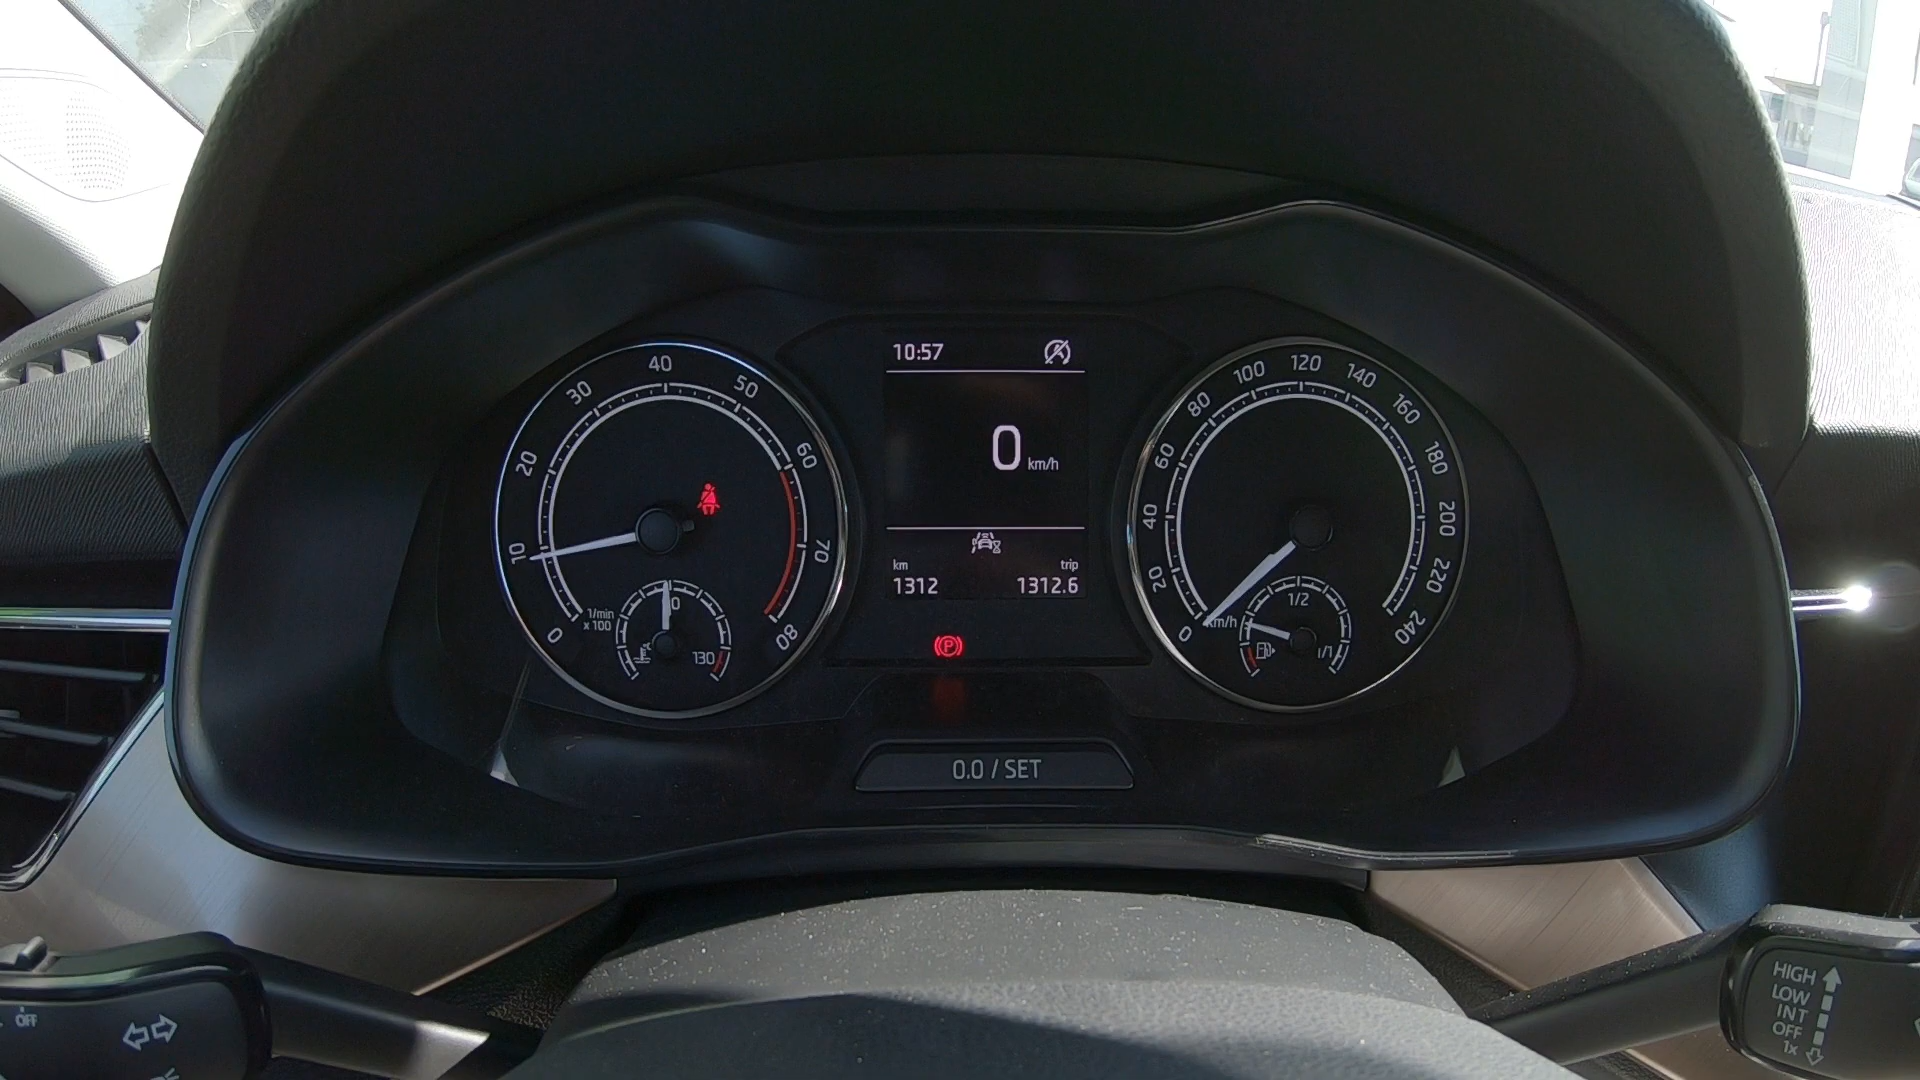 10:57
0 km/h
km
trip
1312
1312.6
0
10
20
30
40
50
60
70
80
1/min
x 100
130
0
20
40
60
80
100
120
140
160
180
200
220
240
km/h
1/2
1/1
P
0.0 / SET
OFF
HIGH
LOW
INT
OFF
1x